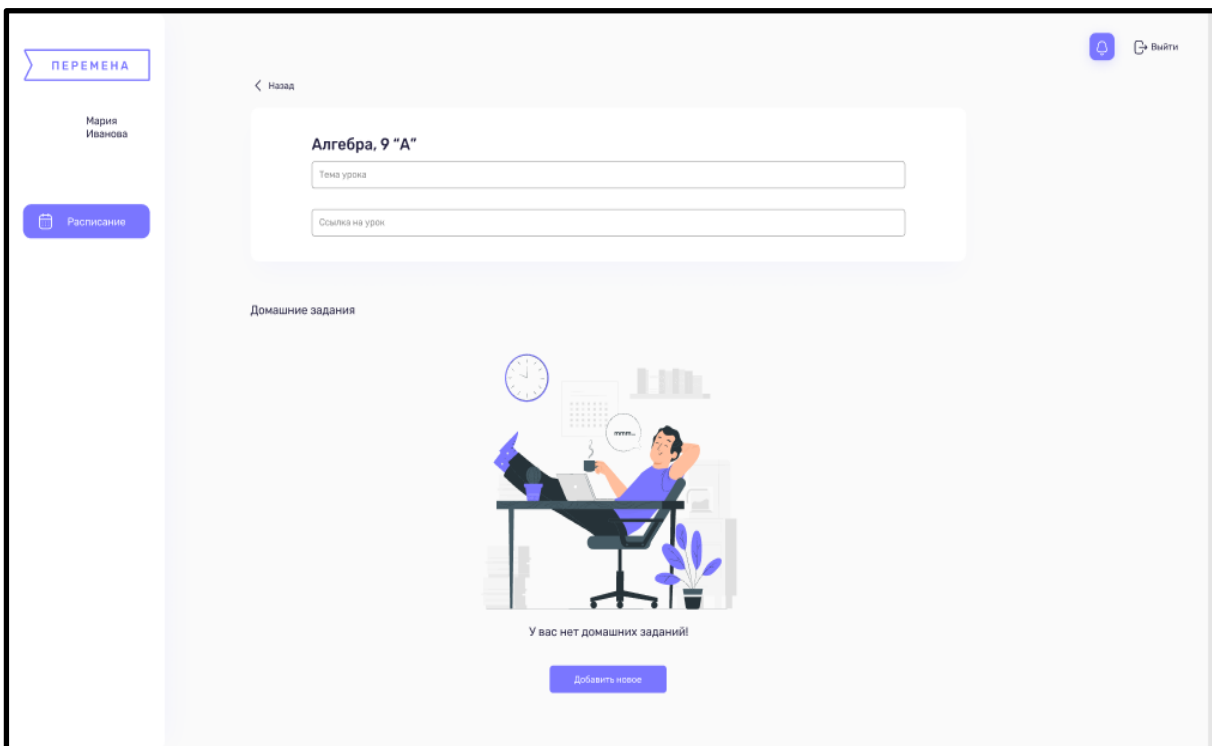 ПЕРЕМЕНА
Мария
Иванова
Расписание
Выйти
Назад
Алгебра, 9 “А”
Тема урока
Ссылка на урок
Домашние задания
mmm...
У вас нет домашних заданий!
Добавить новое